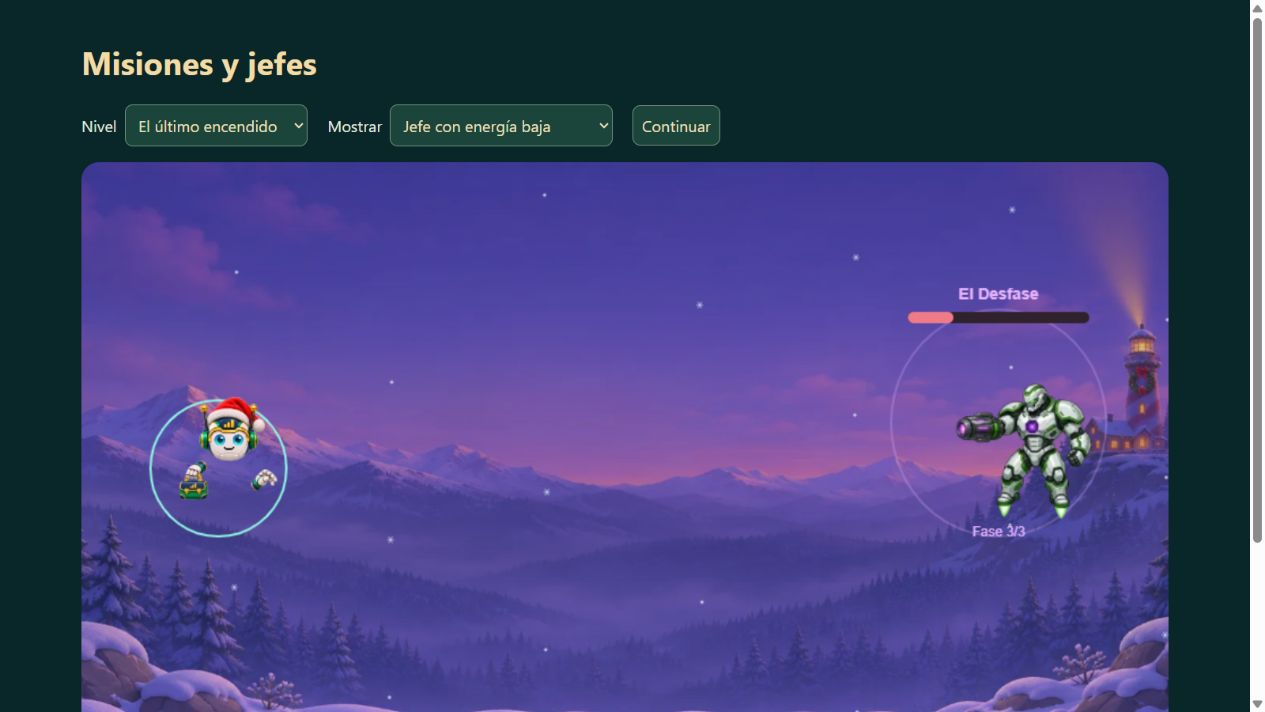 Misiones y jefes
Nivel El último encendido Mostrar Jefe con energía baja Continuar
El Desfase
Fase 3/3